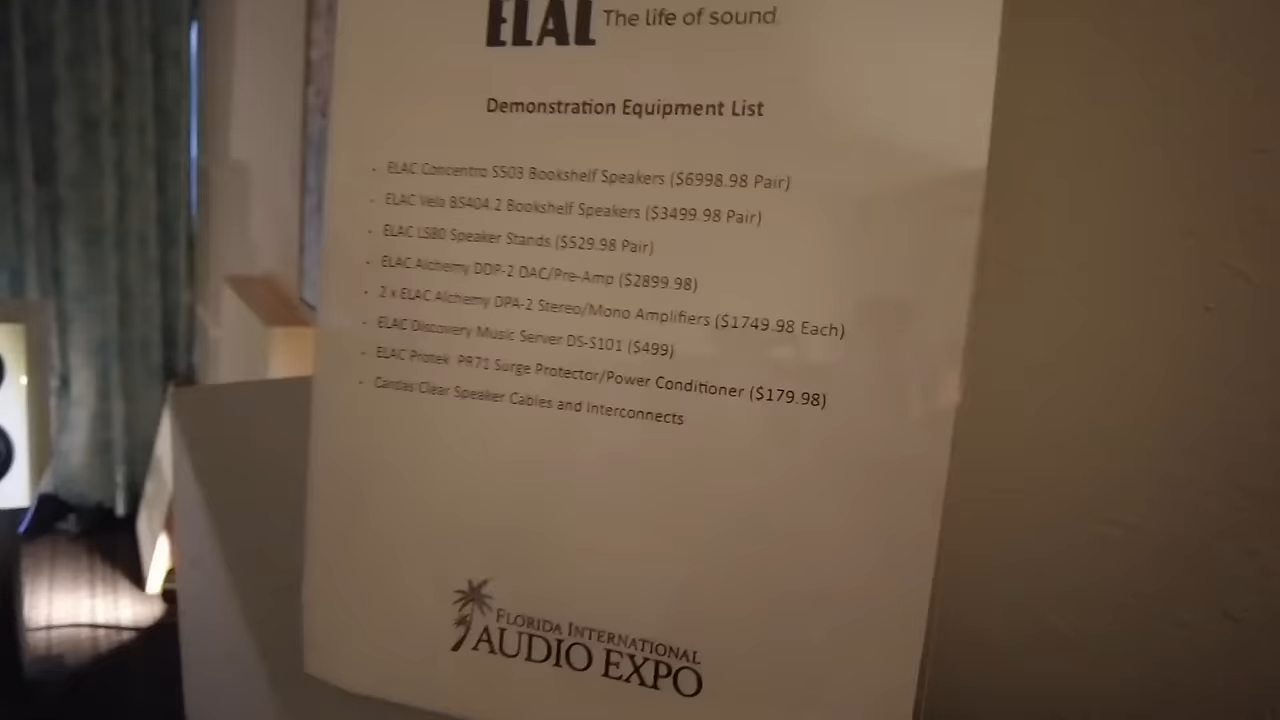 ELAC The life of sound
Demonstration Equipment List
· ELAC Concentro S503 Bookshelf Speakers ($6998.98 Pair)
· ELAC Vela BS404.2 Bookshelf Speakers ($3499.98 Pair)
· ELAC LS80 Speaker Stands ($529.98 Pair)
· ELAC Alchemy DDP-2 DAC/Pre-Amp ($2899.98)
· 2 x ELAC Alchemy DPA-2 Stereo/Mono Amplifiers ($1749.98 Each)
· ELAC Discovery Music Server DS-S101 ($499)
· ELAC Protek PR71 Surge Protector/Power Conditioner ($179.98)
· Cardas Clear Speaker Cables and Interconnects
FLORIDA INTERNATIONAL
AUDIO EXPO